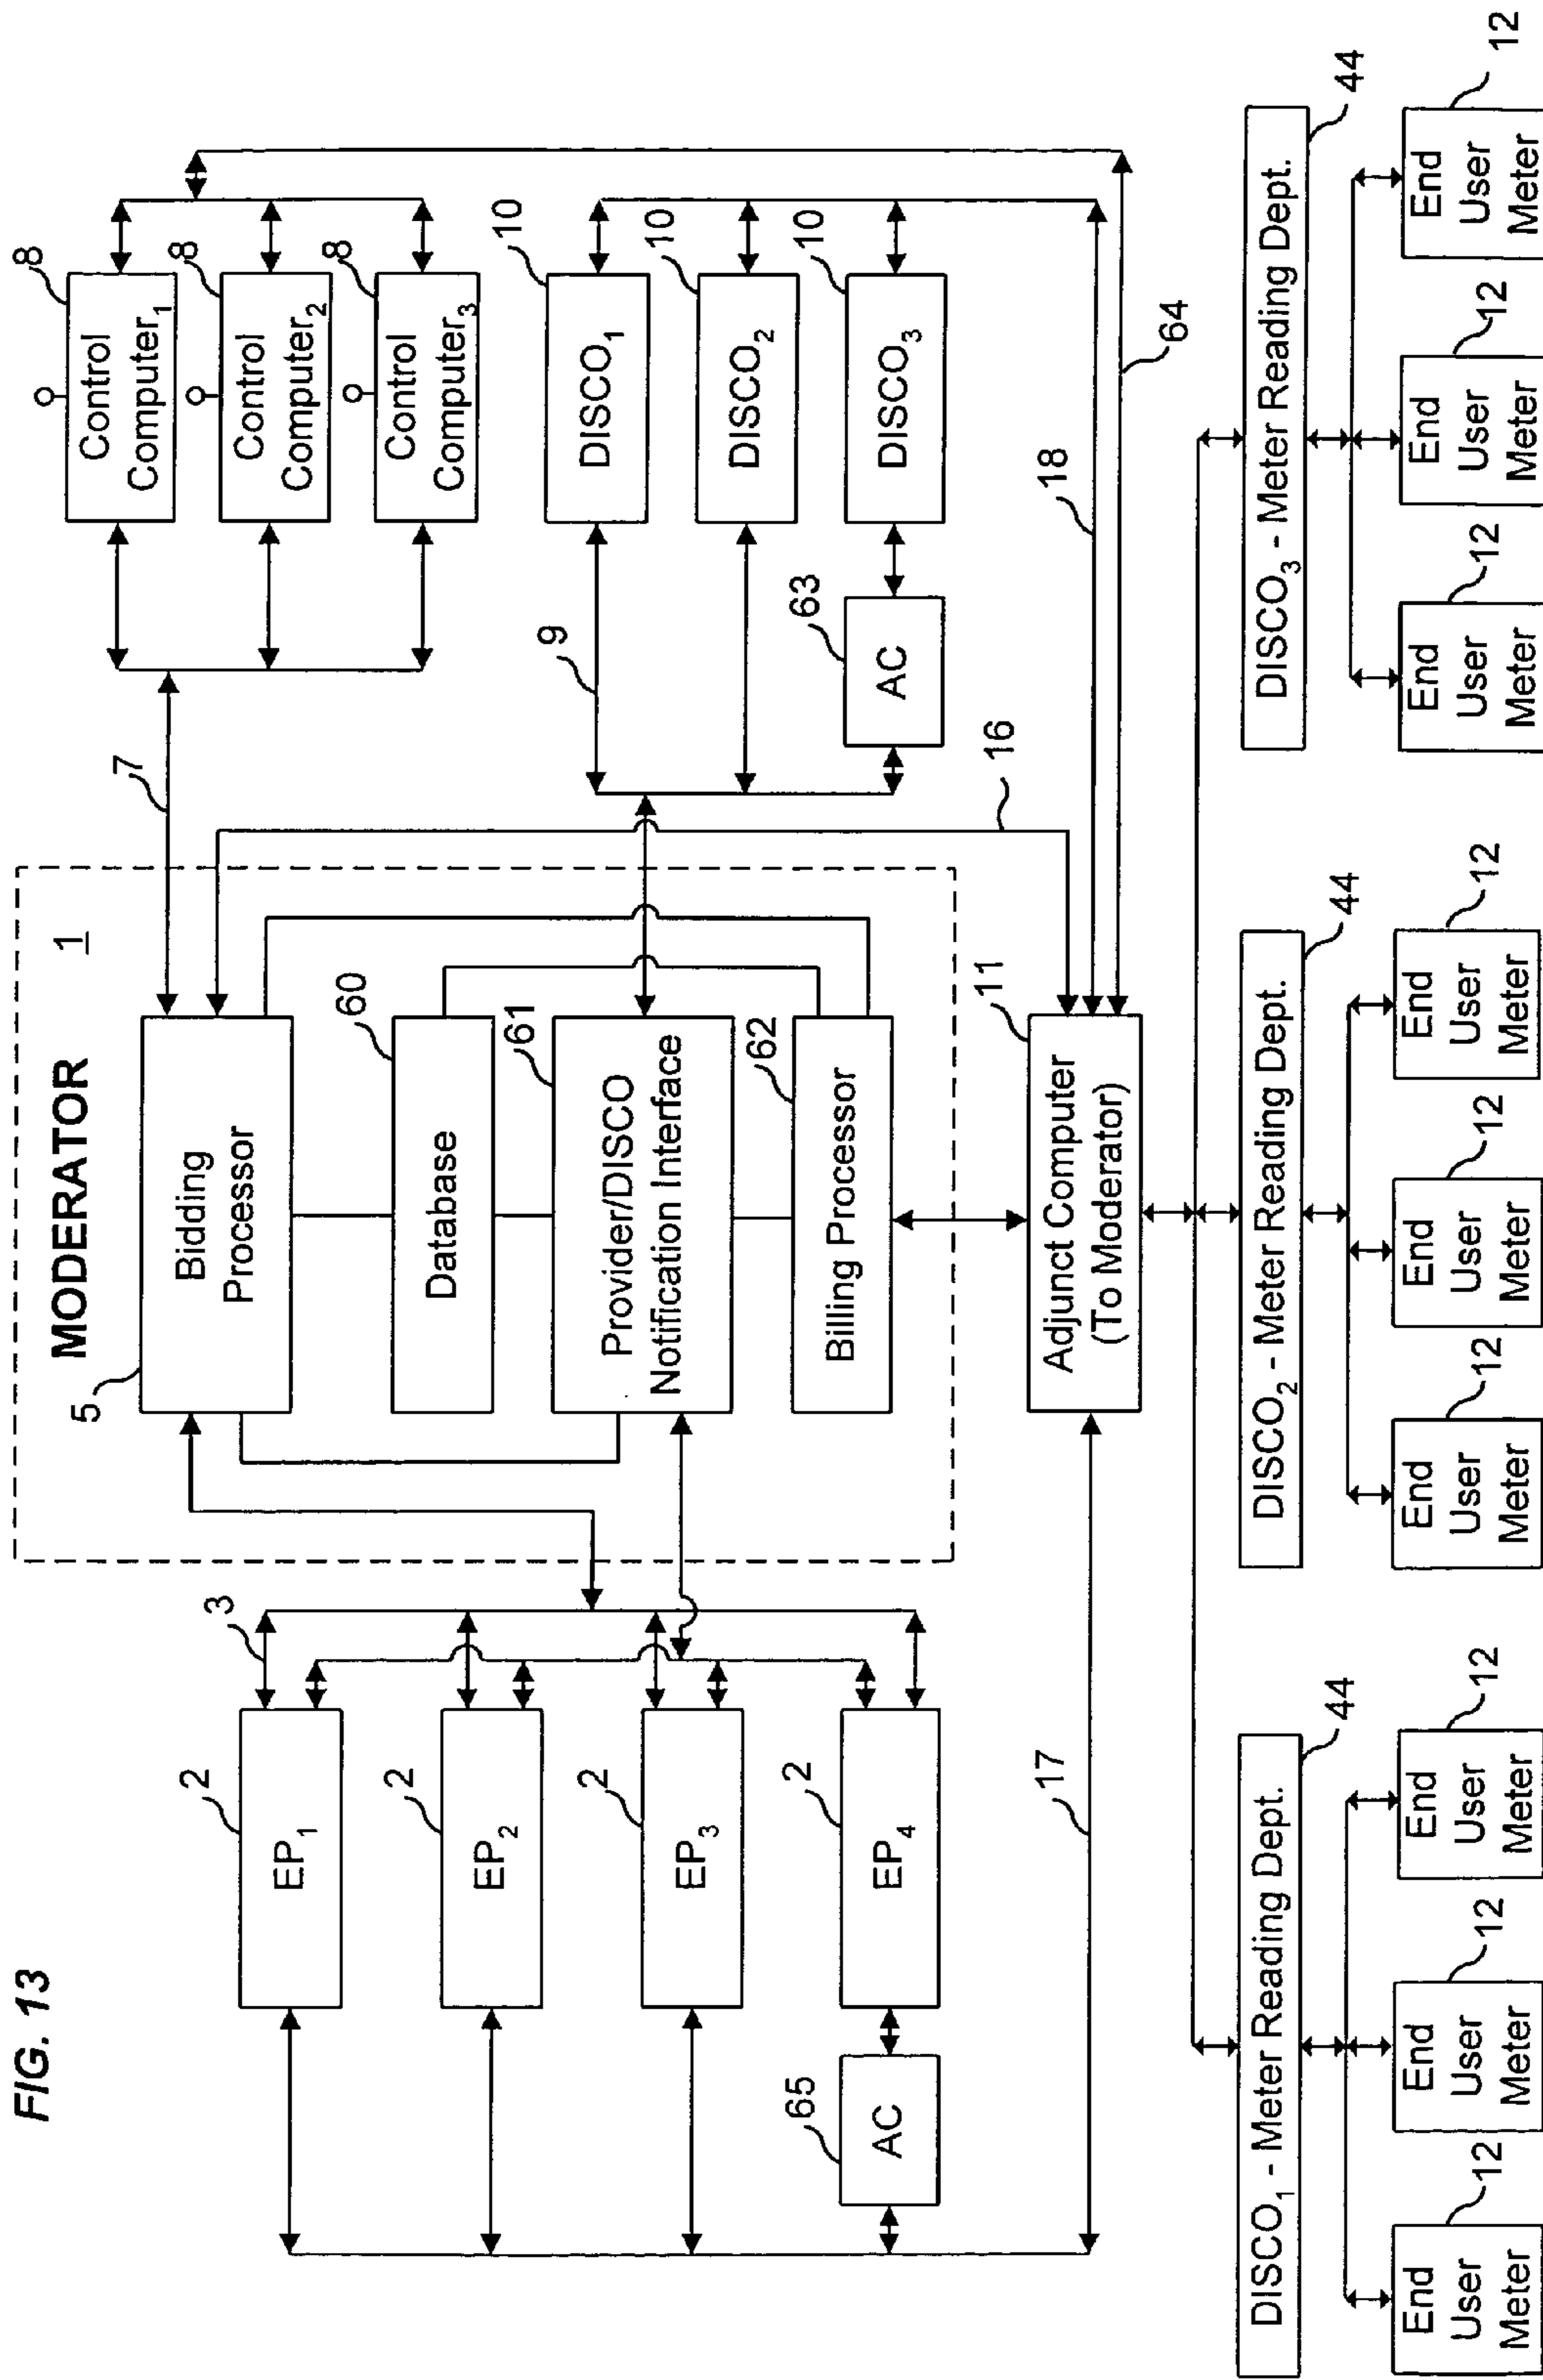 FIG. 13
MODERATOR
1
5
Bidding
Processor
60
Database
61
Provider/DISCO
Notification Interface
62
Billing Processor
3
2
EP1
2
EP2
2
EP3
2
EP4
65
AC
17
7
8
Control
Computer1
8
Control
Computer2
8
Control
Computer3
9
10
DISCO1
10
DISCO2
10
DISCO3
63
AC
16
18
64
11
Adjunct Computer
(To Moderator)
44
DISCO1 - Meter Reading Dept.
12
End
User
Meter
12
End
User
Meter
12
End
User
Meter
44
DISCO2 - Meter Reading Dept.
12
End
User
Meter
12
End
User
Meter
12
End
User
Meter
44
DISCO3 - Meter Reading Dept.
12
End
User
Meter
12
End
User
Meter
12
End
User
Meter